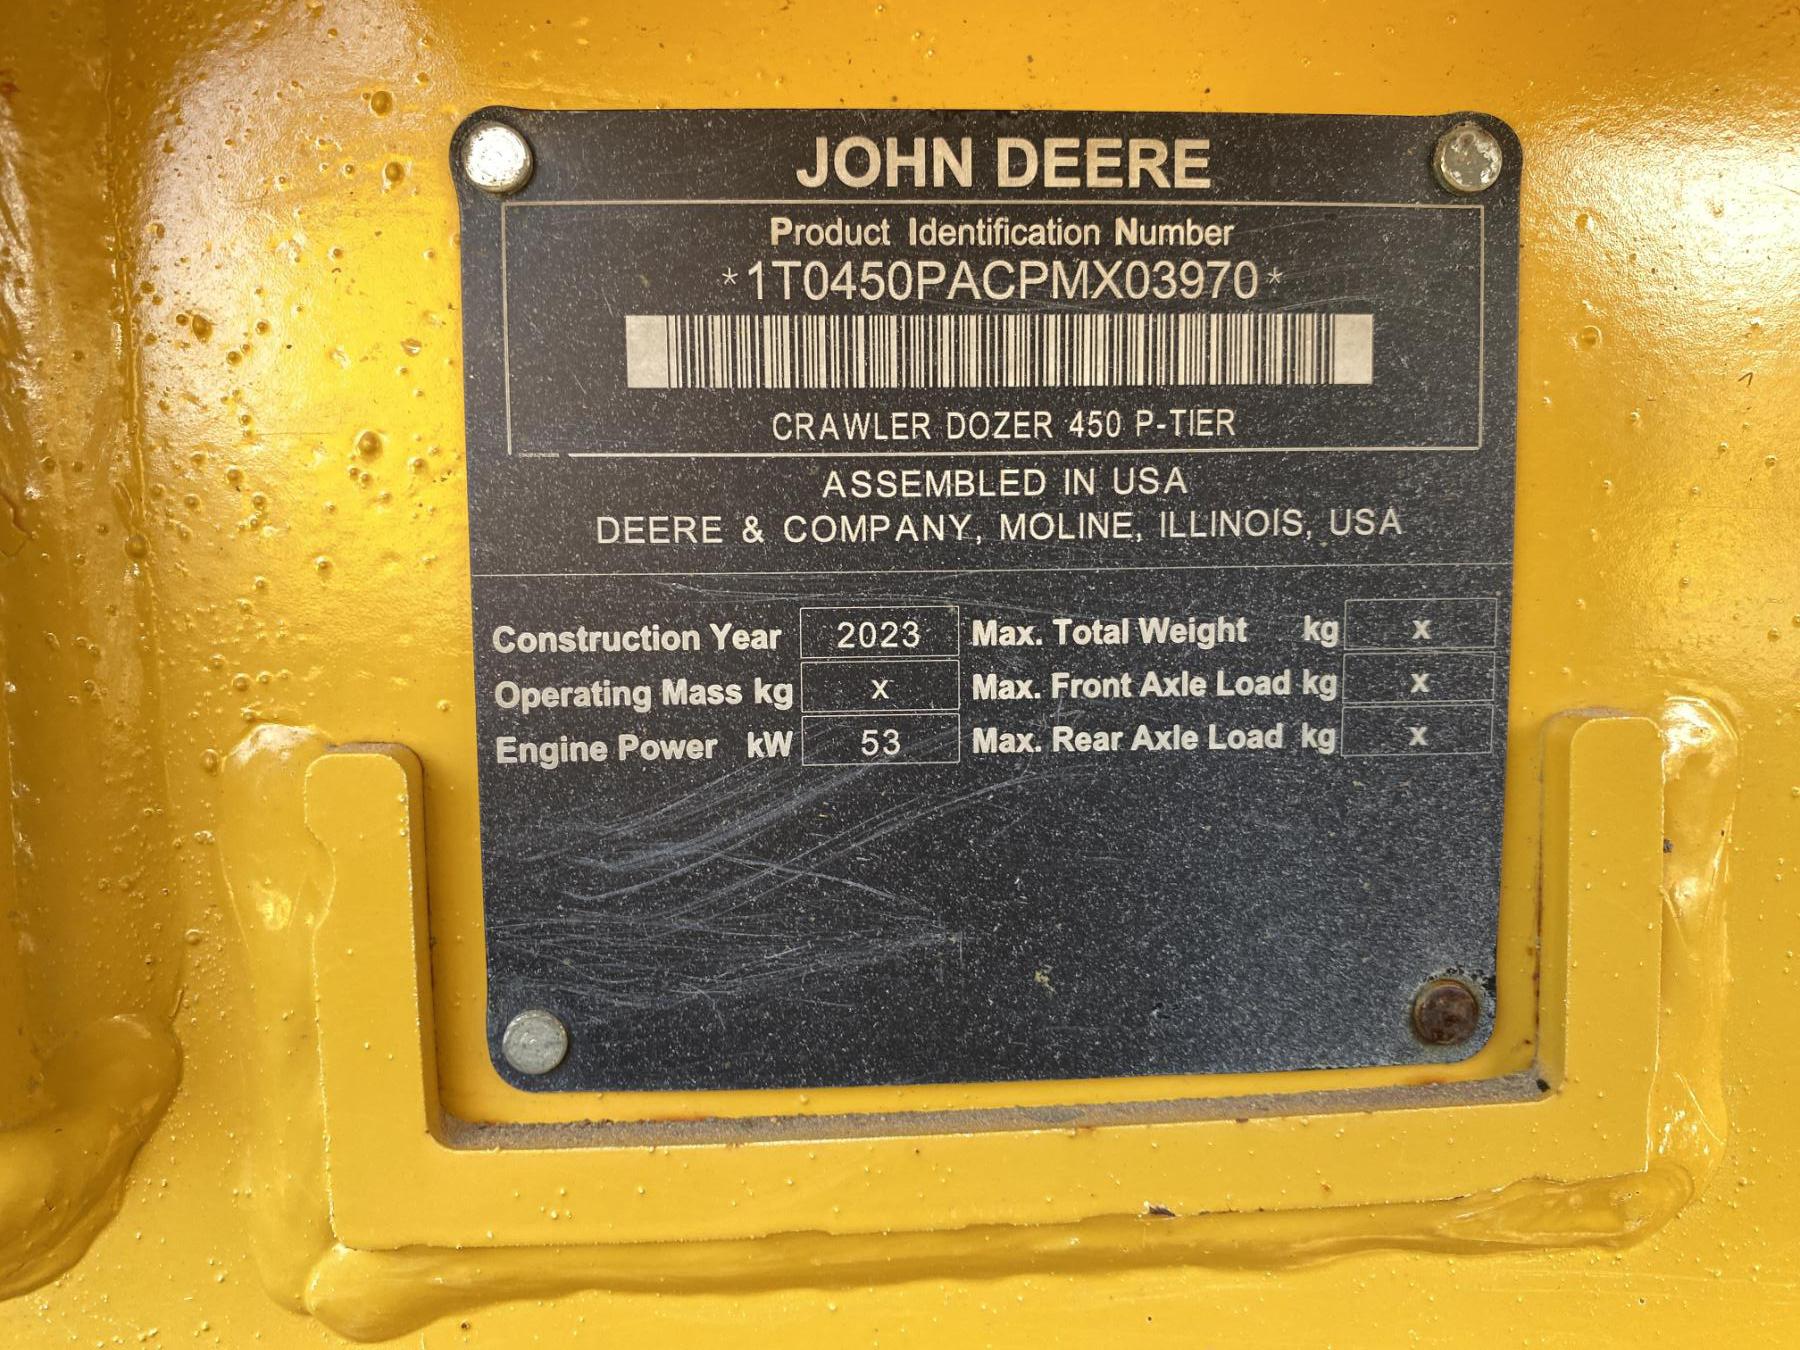 JOHN DEERE
Product Identification Number
*1T0450PACPMX03970*
CRAWLER DOZER 450 P-TIER
ASSEMBLED IN USA
DEERE & COMPANY, MOLINE, ILLINOIS, USA
Construction Year 2023 Max. Total Weight kg x
Operating Mass kg x Max. Front Axle Load kg x
Engine Power kW 53 Max. Rear Axle Load kg x